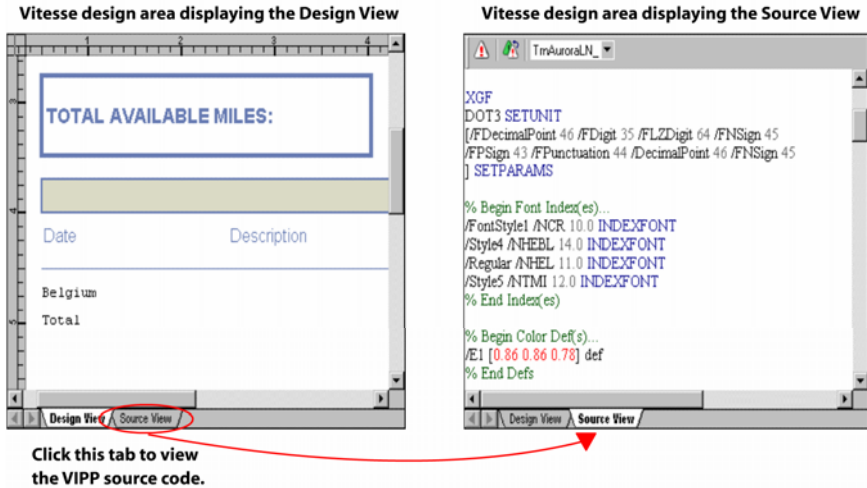 Vitesse design area displaying the Design View
1 2 3 4
TOTAL AVAILABLE MILES:
Date Description
Belgium
Total
Design View Source View
Click this tab to view
the VIPP source code.
Vitesse design area displaying the Source View
TmAuroraLN_
XGF
DOT3 SETUNIT
[/FDecimalPoint 46 /FDigit 35 /FLZDigit 64 /FNSign 45
/FPSign 43 /FPunctuation 44 /DecimalPoint 46 /FNSign 45
] SETPARAMS
% Begin Font Index(es)...
/FontStyle1 /NCR 10.0 INDEXFONT
/Style4 /NHEBL 14.0 INDEXFONT
/Regular /NHEL 11.0 INDEXFONT
/Style5 /NTMI 12.0 INDEXFONT
% End Index(es)
% Begin Color Def(s)...
/E1 [0.86 0.86 0.78] def
% End Defs
Design View Source View